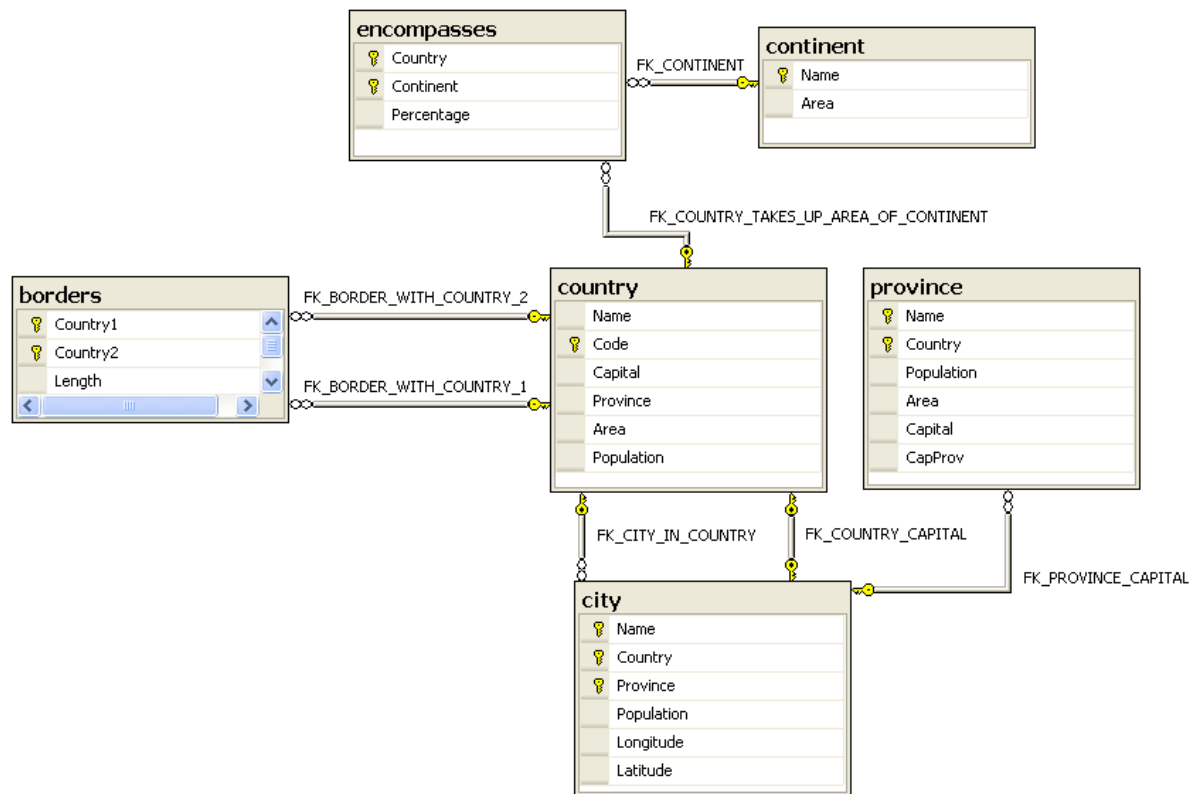 encompasses
Country
Continent
Percentage
FK_CONTINENT
continent
Name
Area
FK_COUNTRY_TAKES_UP_AREA_OF_CONTINENT
borders
Country1
Country2
Length
FK_BORDER_WITH_COUNTRY_2
FK_BORDER_WITH_COUNTRY_1
country
Name
Code
Capital
Province
Area
Population
province
Name
Country
Population
Area
Capital
CapProv
FK_CITY_IN_COUNTRY
FK_COUNTRY_CAPITAL
FK_PROVINCE_CAPITAL
city
Name
Country
Province
Population
Longitude
Latitude